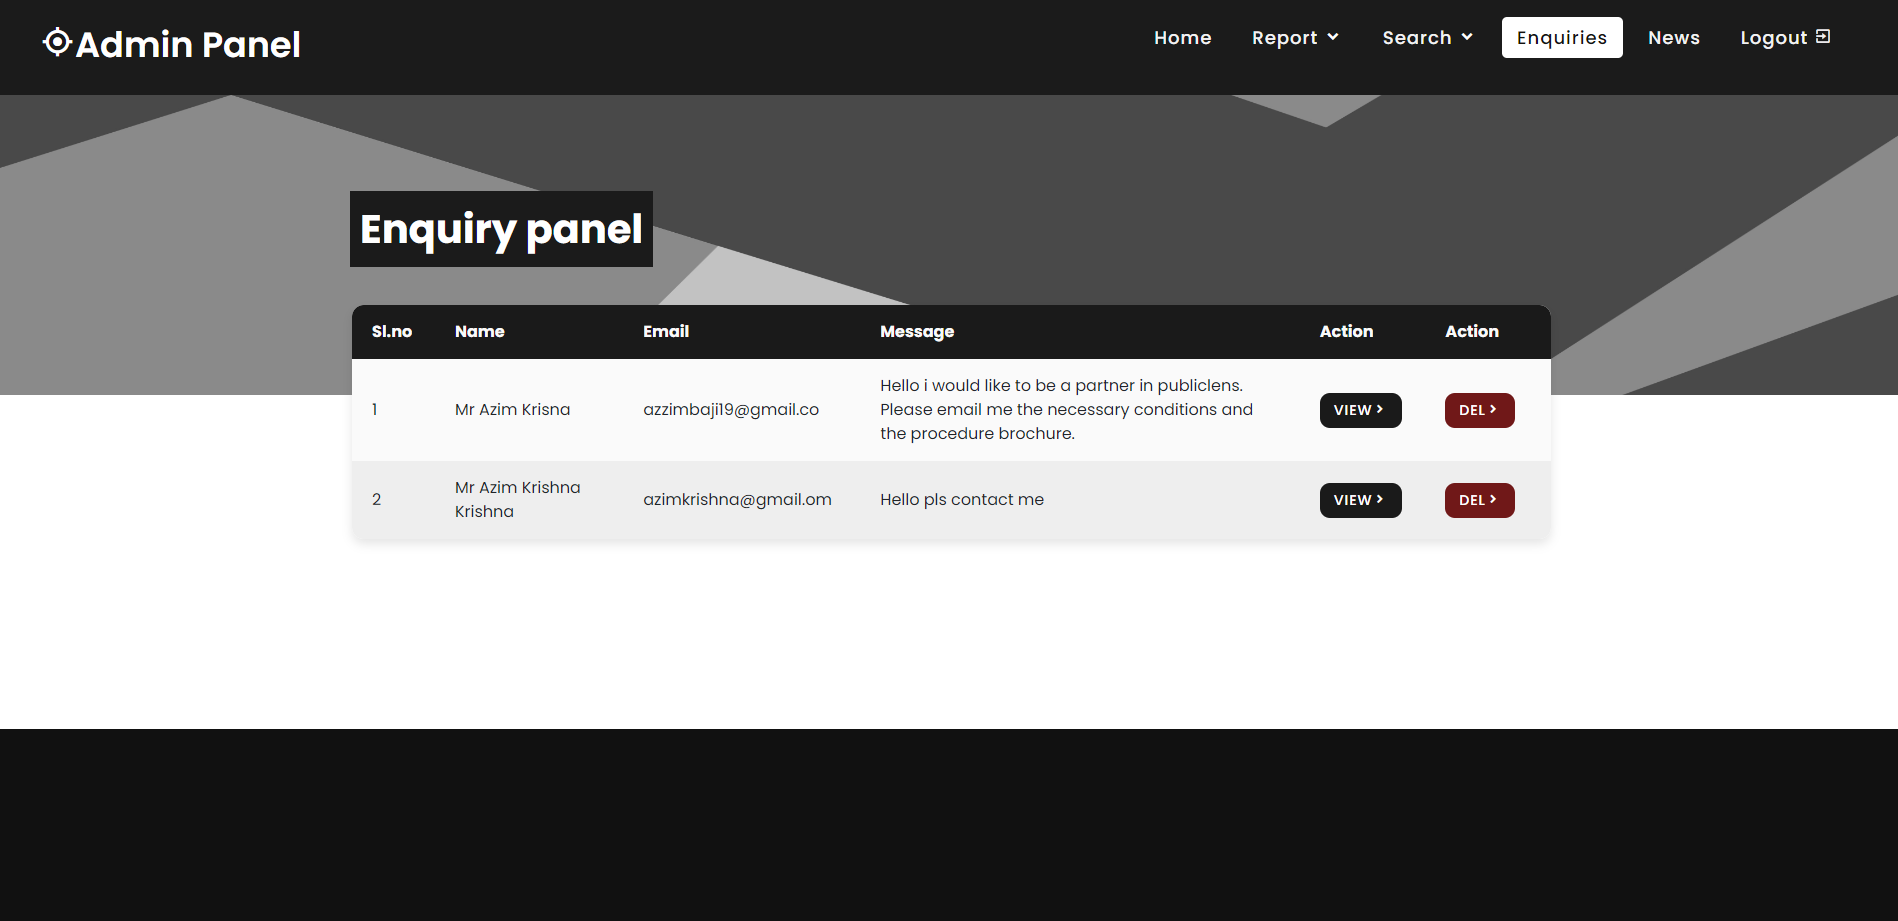 Admin Panel
Home Report Search Enquiries News Logout
Enquiry panel
Sl.no Name Email Message Action Action
1 Mr Azim Krisna azzimbaji19@gmail.co Hello i would like to be a partner in publiclens.
Please email me the necessary conditions and
the procedure brochure. VIEW DEL
2 Mr Azim Krishna
Krishna azimkrishna@gmail.om Hello pls contact me VIEW DEL